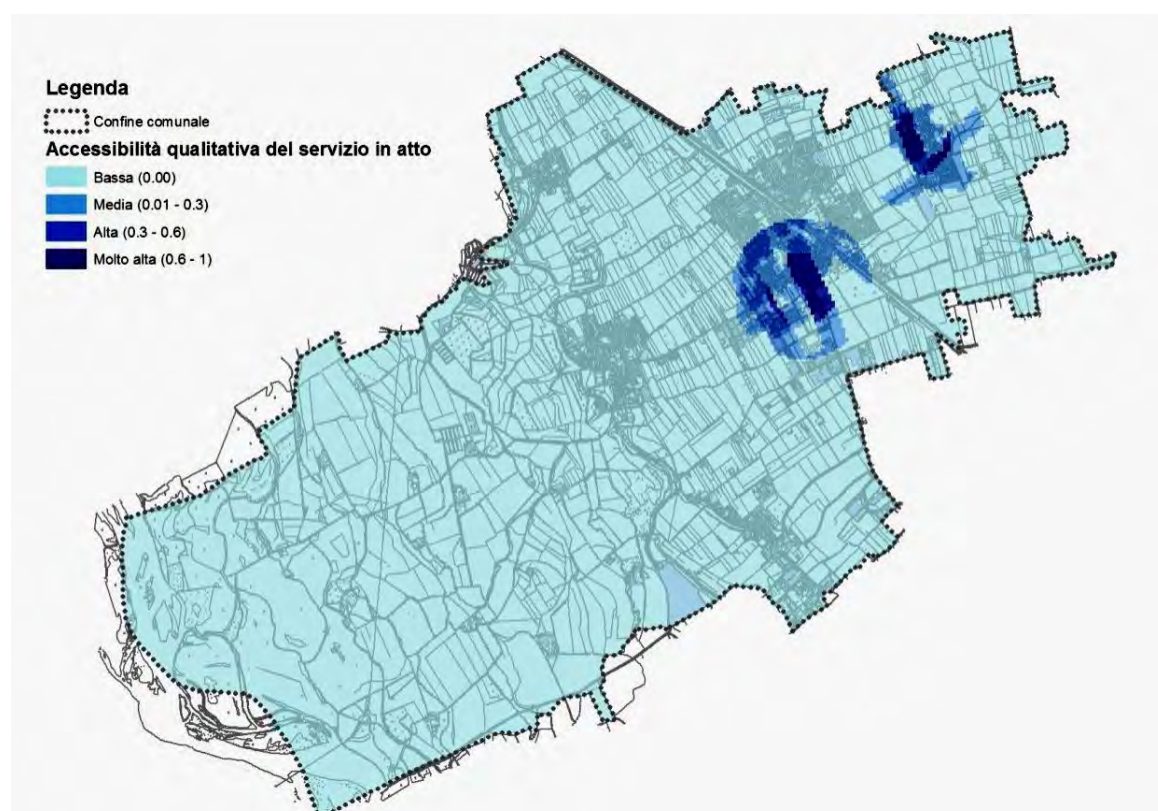 Legenda
Confine comunale
Accessibilità qualitativa del servizio in atto
Bassa (0.00)
Media (0.01 - 0.3)
Alta (0.3 - 0.6)
Molto alta (0.6 - 1)